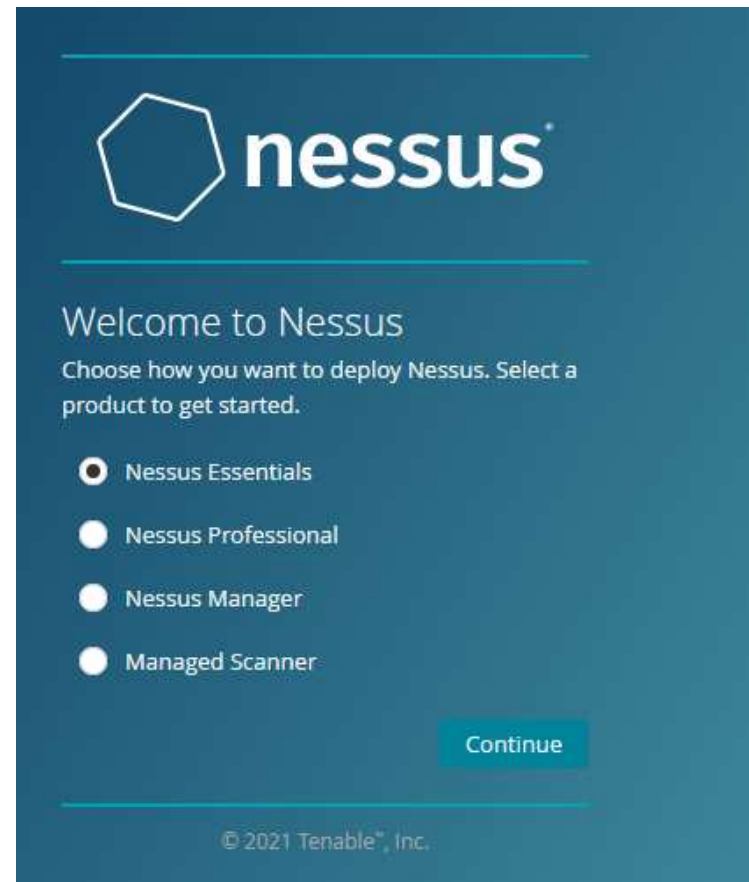 nessus®
Welcome to Nessus
Choose how you want to deploy Nessus. Select a
product to get started.
Nessus Essentials
Nessus Professional
Nessus Manager
Managed Scanner
Continue
© 2021 Tenable™, Inc.